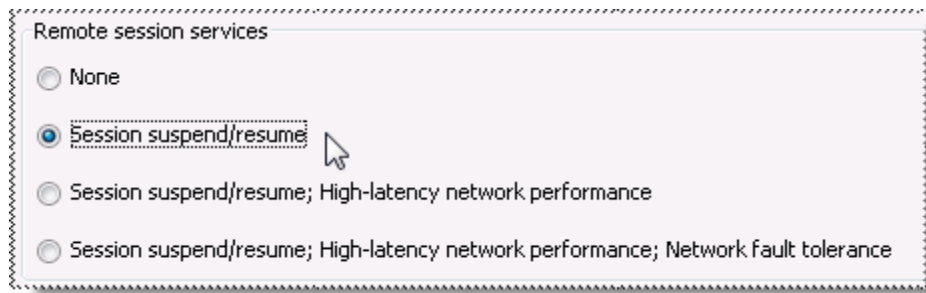 Remote session services
None
Session suspend/resume
Session suspend/resume; High-latency network performance
Session suspend/resume; High-latency network performance; Network fault tolerance